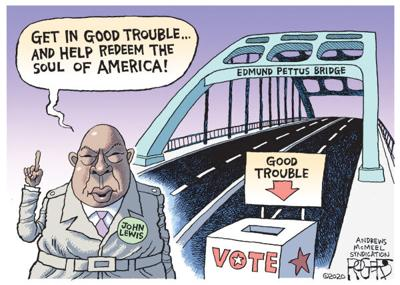 GET IN GOOD TROUBLE...
AND HELP REDEEM THE
SOUL OF AMERICA!
EDMUND PETTUS BRIDGE
GOOD
TROUBLE
JOHN
LEWIS
VOTE
ANDREWS
MCMEEL
SYNDICATION
©2020